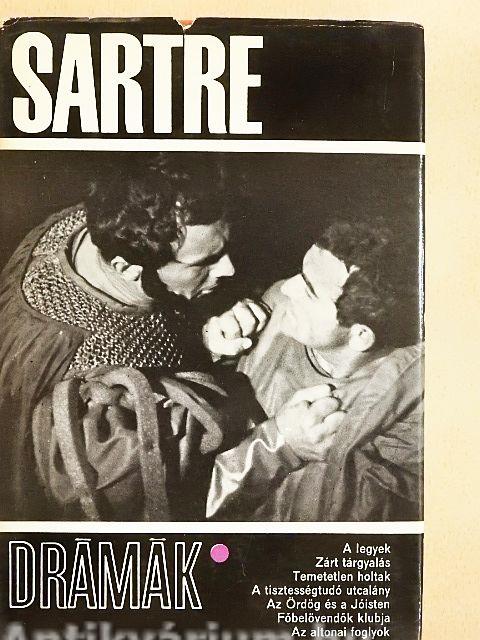 SARTRE
DRÁMÁK
A legyek
Zárt tárgyalás
Temetetlen holtak
A tisztességtudó utcalány
Az Ördög és a Jóisten
Főbelövendők klubja
Az altonai foglyok